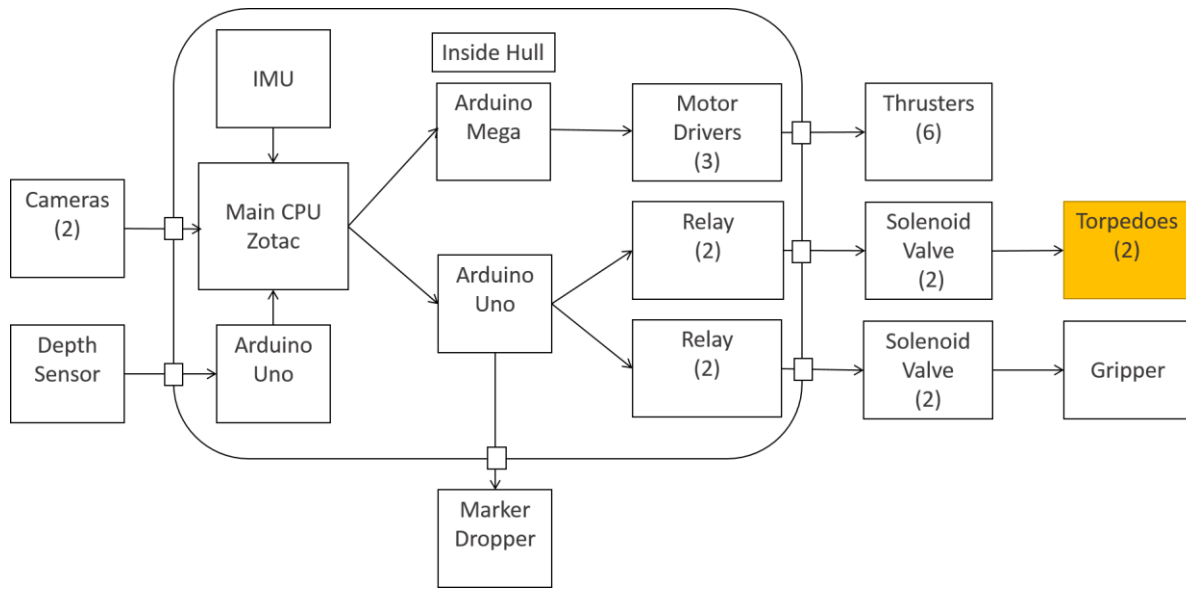 Inside Hull
IMU
Arduino
Mega
Motor
Drivers
(3)
Thrusters
(6)
Cameras
(2)
Main CPU
Zotac
Relay
(2)
Solenoid
Valve
(2)
Torpedoes
(2)
Arduino
Uno
Depth
Sensor
Arduino
Uno
Relay
(2)
Solenoid
Valve
(2)
Gripper
Marker
Dropper